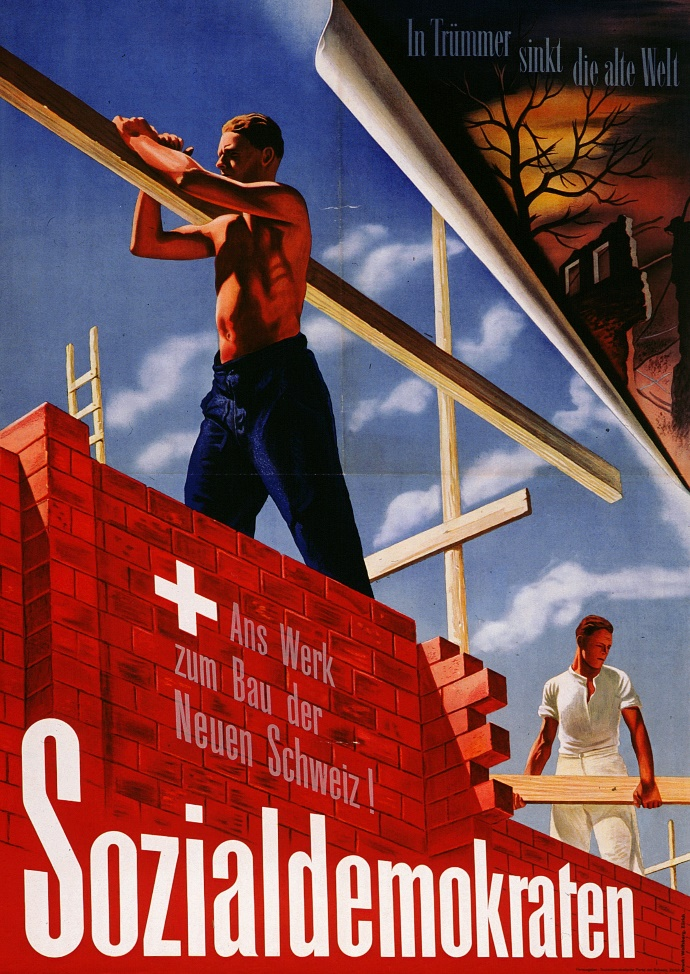 In Trümmer sinkt die alte Welt
Ans Werk
zum Bau der
Neuen Schweiz!
Sozialdemokraten